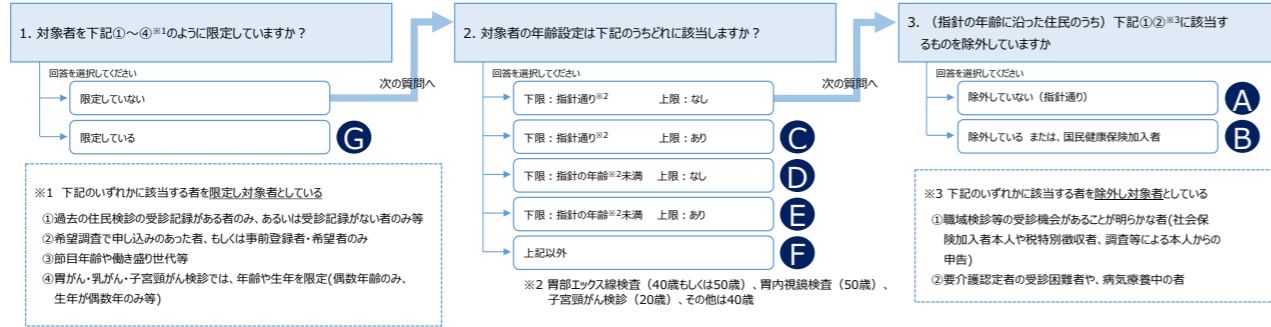 1. 対象者を下記①～④※1のように限定していますか？
回答を選択してください
限定していない
次の質問へ
限定している
G
※1 下記のいずれかに該当する者を限定し対象者としている
①過去の住民検診の受診記録がある者のみ、あるいは受診記録がない者のみ等
②希望調査で申し込みのあった者、もしくは事前登録者・希望者のみ
③節目年齢や働き盛り世代等
④胃がん・乳がん・子宮頸がん検診では、年齢や生年を限定(偶数年齢のみ、
生年が偶数年のみ等)
2. 対象者の年齢設定は下記のうちどれに該当しますか？
回答を選択してください
下限：指針通り※2 上限：なし
次の質問へ
下限：指針通り※2 上限：あり
C
下限：指針の年齢※2未満 上限：なし
D
下限：指針の年齢※2未満 上限：あり
E
上記以外
F
※2 胃部エックス線検査（40歳もしくは50歳）、胃内視鏡検査（50歳）、
子宮頸がん検診（20歳）、その他は40歳
3. （指針の年齢に沿った住民のうち）下記①②※3に該当す
るものを除外していますか
回答を選択してください
除外していない（指針通り）
A
除外している または、国民健康保険加入者
B
※3 下記のいずれかに該当する者を除外し対象者としている
①職域検診等の受診機会があることが明らかな者(社会保
険加入者本人や税特別徴収者、調査等による本人からの
申告)
②要介護認定者の受診困難者や、病気療養中の者